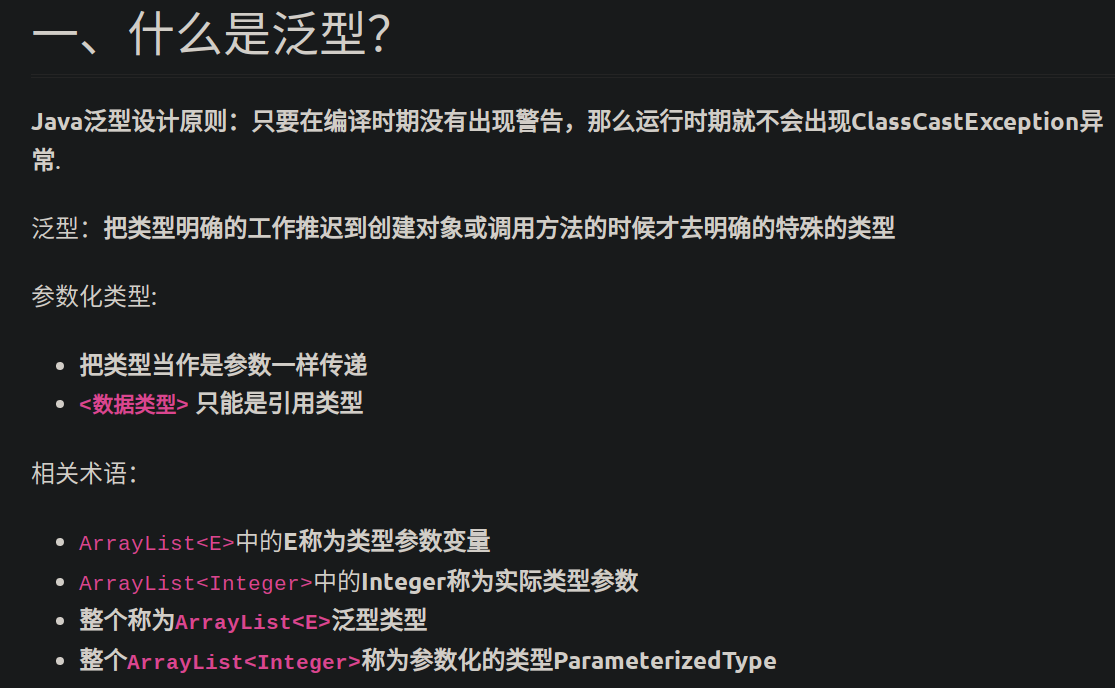 一、什么是泛型？
Java泛型设计原则：只要在编译时期没有出现警告，那么运行时期就不会出现ClassCastException异
常.
泛型：把类型明确的工作推迟到创建对象或调用方法的时候才去明确的特殊的类型
参数化类型:
• 把类型当作是参数一样传递
• <数据类型> 只能是引用类型
相关术语：
• ArrayList<E>中的E称为类型参数变量
• ArrayList<Integer>中的Integer称为实际类型参数
• 整个称为ArrayList<E>泛型类型
• 整个ArrayList<Integer>称为参数化的类型ParameterizedType